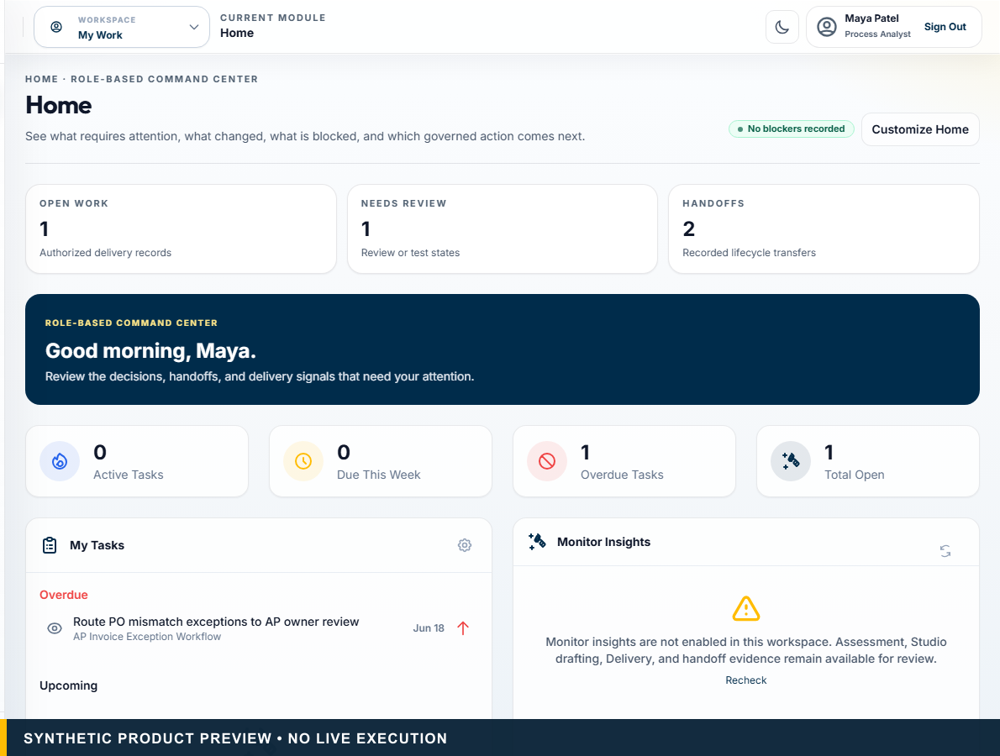 WORKSPACE
My Work
CURRENT MODULE
Home
Maya Patel
Process Analyst
Sign Out
HOME · ROLE-BASED COMMAND CENTER
Home
See what requires attention, what changed, what is blocked, and which governed action comes next.
No blockers recorded
Customize Home
OPEN WORK
1
Authorized delivery records
NEEDS REVIEW
1
Review or test states
HANDOFFS
2
Recorded lifecycle transfers
ROLE-BASED COMMAND CENTER
Good morning, Maya.
Review the decisions, handoffs, and delivery signals that need your attention.
0
Active Tasks
0
Due This Week
1
Overdue Tasks
1
Total Open
My Tasks
Overdue
Route PO mismatch exceptions to AP owner review
AP Invoice Exception Workflow
Jun 18
Upcoming
Monitor Insights
Monitor insights are not enabled in this workspace. Assessment, Studio
drafting, Delivery, and handoff evidence remain available for review.
Recheck
SYNTHETIC PRODUCT PREVIEW • NO LIVE EXECUTION